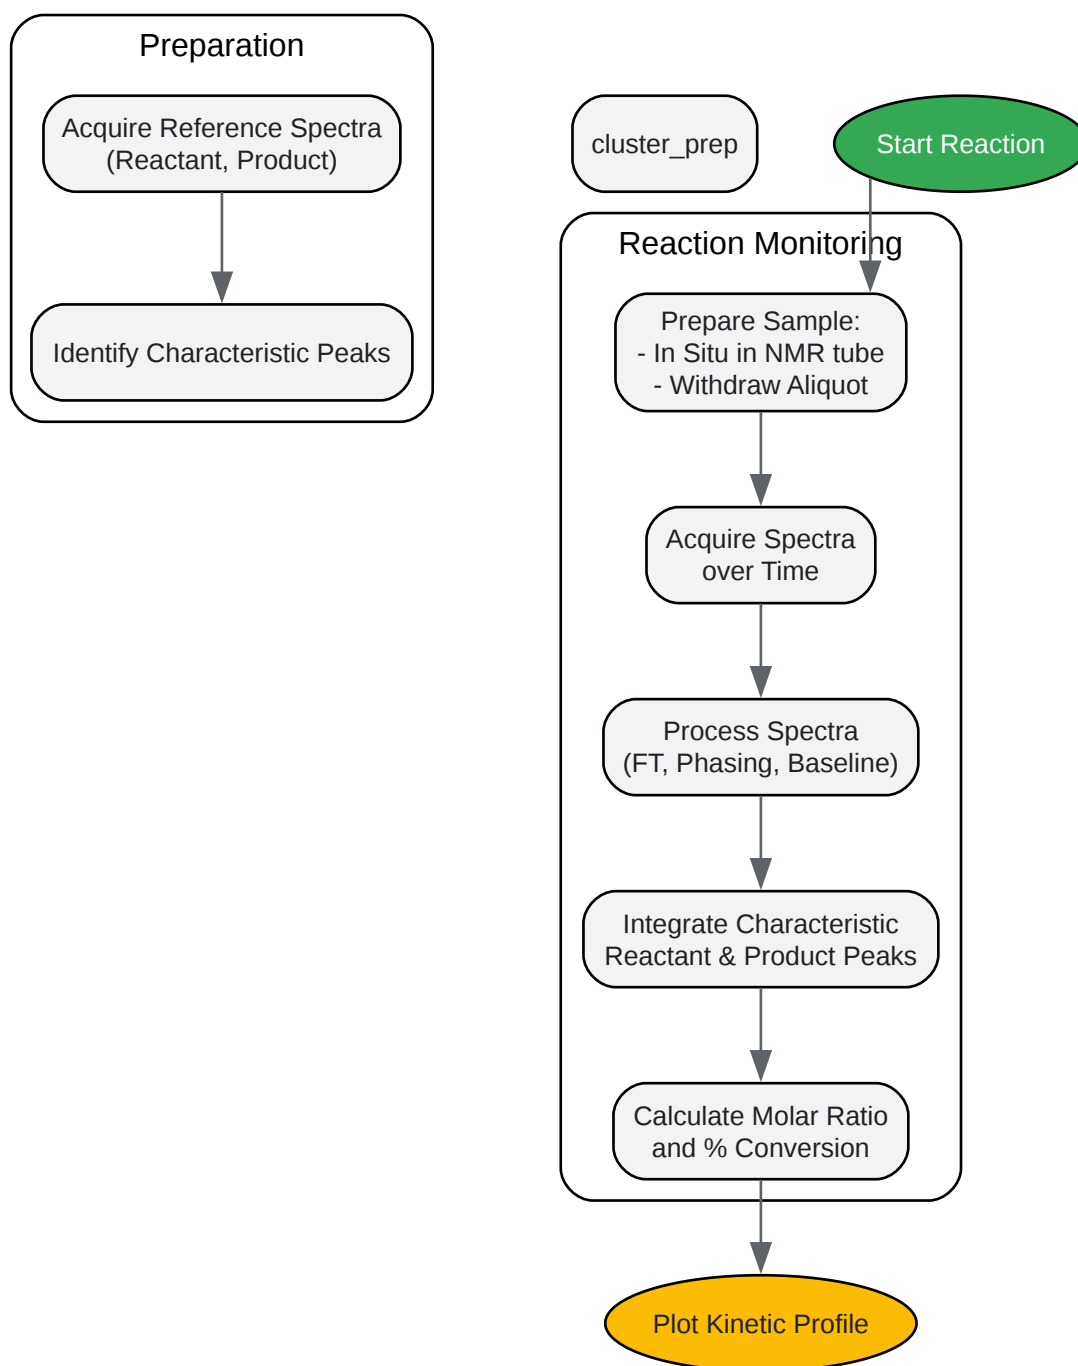 Preparation
Acquire Reference Spectra
(Reactant, Product)
Identify Characteristic Peaks
cluster_prep
Start Reaction
Reaction Monitoring
Prepare Sample:
- In Situ in NMR tube
- Withdraw Aliquot
Acquire Spectra
over Time
Process Spectra
(FT, Phasing, Baseline)
Integrate Characteristic
Reactant & Product Peaks
Calculate Molar Ratio
and % Conversion
Plot Kinetic Profile